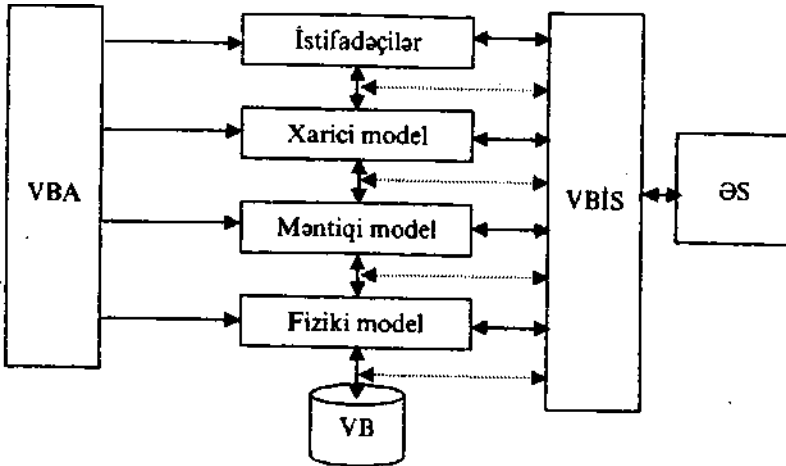 İstifadəçilər
Xarici model
VBA
VBİS
ƏS
Məntiqi model
Fiziki model
VB